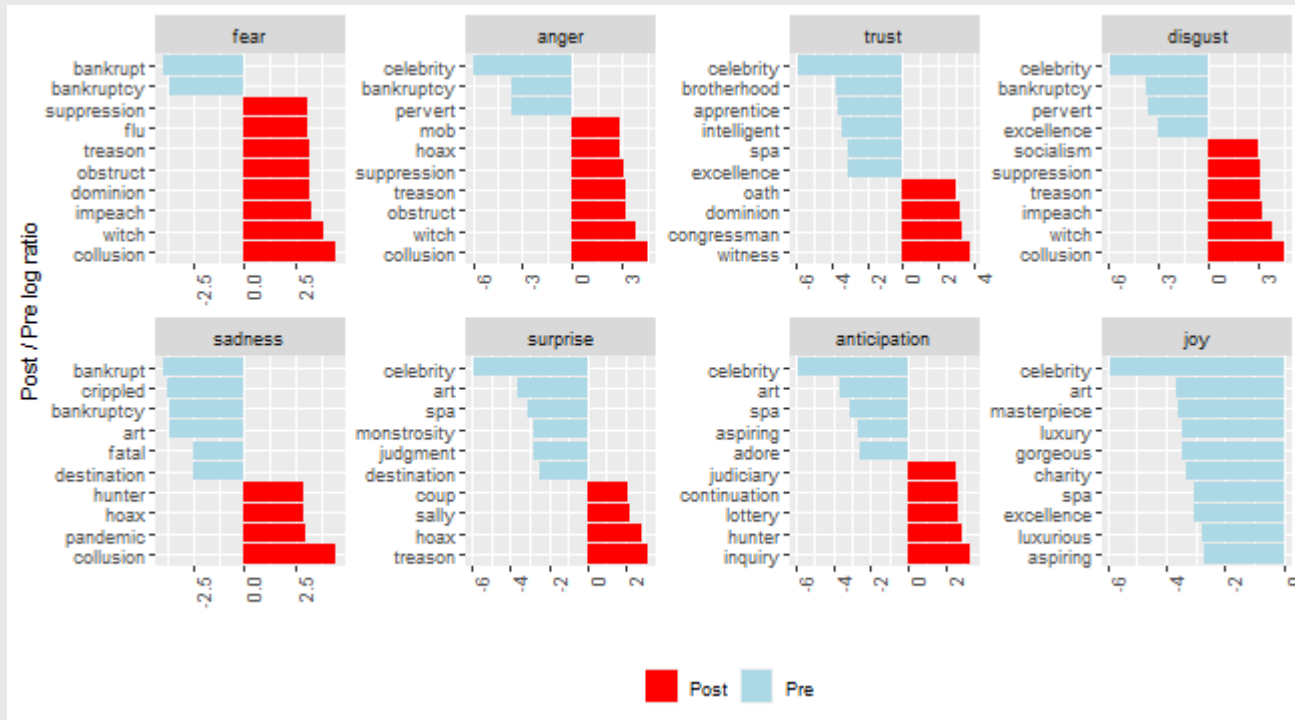 Post / Pre log ratio
fear
bankrupt
bankruptcy
suppression
flu
treason
obstruct
dominion
impeach
witch
collusion
-2.5 0.0 2.5
anger
celebrity
bankruptcy
pervert
mob
hoax
suppression
treason
obstruct
witch
collusion
-6 -3 0 3
trust
celebrity
brotherhood
apprentice
intelligent
spa
excellence
oath
dominion
congressman
witness
-6 -4 -2 0 2 4
disgust
celebrity
bankruptcy
pervert
excellence
socialism
suppression
treason
impeach
witch
collusion
-6 -3 0 3
sadness
bankrupt
crippled
bankruptcy
art
fatal
destination
hunter
hoax
pandemic
collusion
-2.5 0.0 2.5
surprise
celebrity
art
spa
monstrosity
judgment
destination
coup
sally
hoax
treason
-6 -4 -2 0 2
anticipation
celebrity
art
spa
aspiring
adore
judiciary
continuation
lottery
hunter
inquiry
-6 -4 -2 0 2
joy
celebrity
art
masterpiece
luxury
gorgeous
charity
spa
excellence
luxurious
aspiring
-6 -4 -2 0
Post Pre